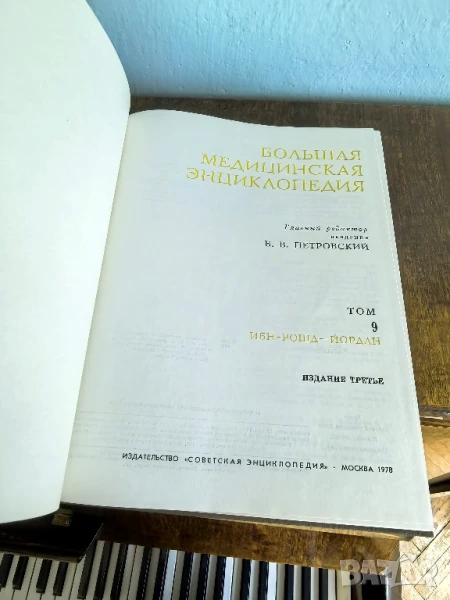 БОЛЬШАЯ
МЕДИЦИНСКАЯ
ЭНЦИКЛОПЕДИЯ
Главный редактор
академик
Б. В. ПЕТРОВСКИЙ
ТОМ
9
ИБН-РОШД- ЙОРДАН
ИЗДАНИЕ ТРЕТЬЕ
ИЗДАТЕЛЬСТВО «СОВЕТСКАЯ ЭНЦИКЛОПЕДИЯ» · МОСКВА 1978
BAZAR